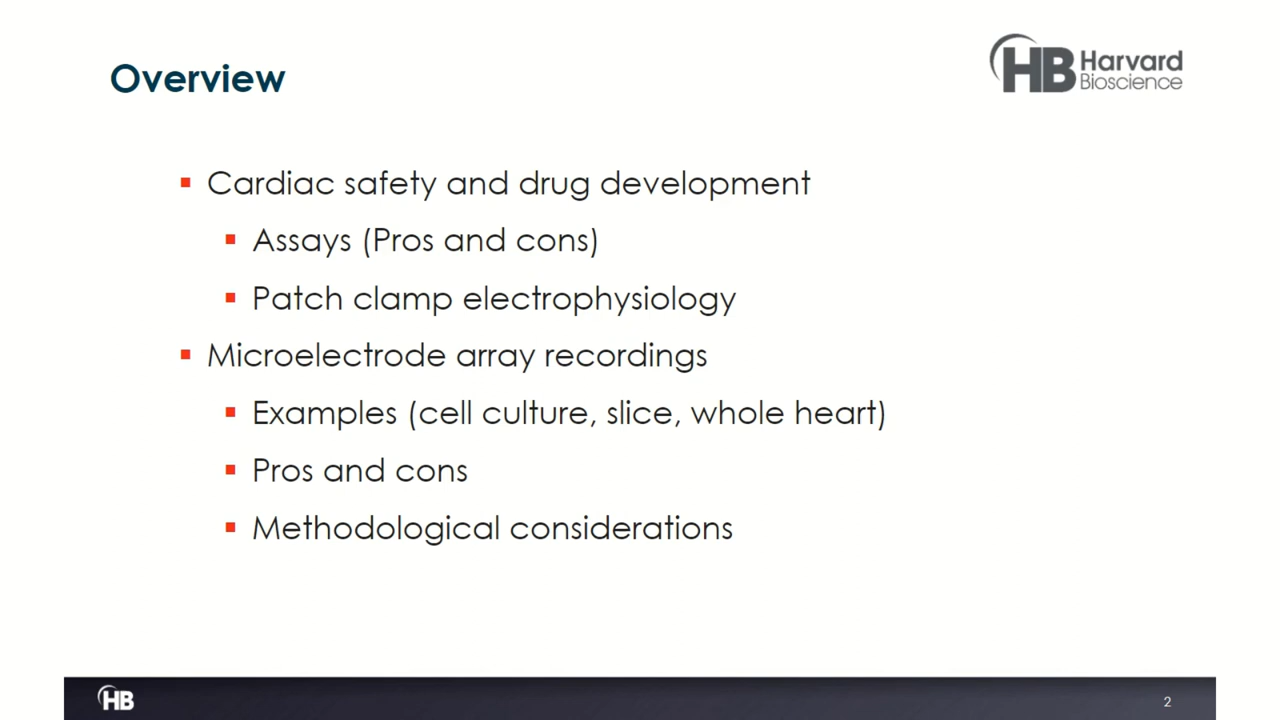 Overview
HB Harvard
Bioscience
Cardiac safety and drug development
Assays (Pros and cons)
Patch clamp electrophysiology
Microelectrode array recordings
Examples (cell culture, slice, whole heart)
Pros and cons
Methodological considerations
HB
2